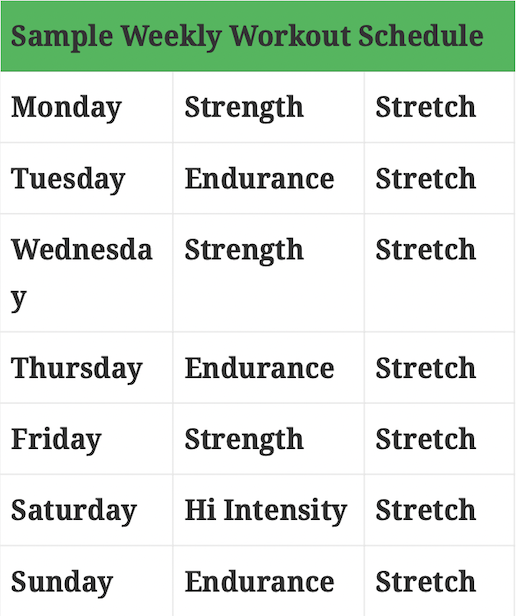 Sample Weekly Workout Schedule
Monday Strength Stretch
Tuesday Endurance Stretch
Wednesda Strength Stretch
y
Thursday Endurance Stretch
Friday Strength Stretch
Saturday Hi Intensity Stretch
Sunday Endurance Stretch